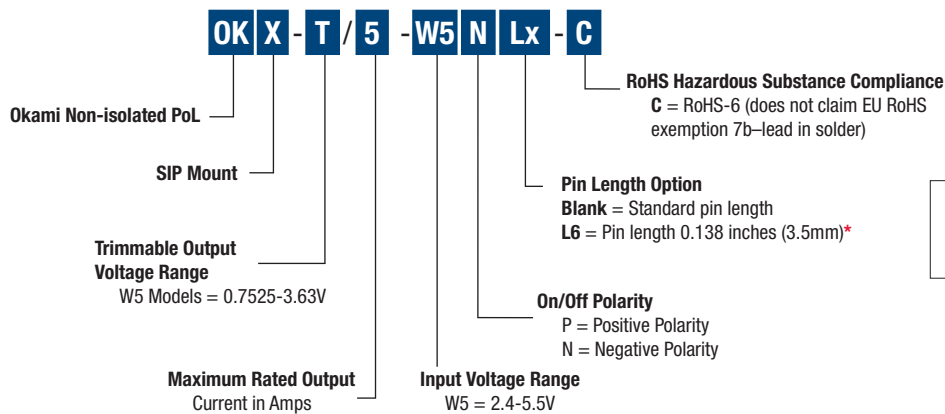 OK X - T / 5 - W5 N Lx - C
RoHS Hazardous Substance Compliance
C = RoHS-6 (does not claim EU RoHS
exemption 7b–lead in solder)
Okami Non-isolated PoL
SIP Mount
Pin Length Option
Blank = Standard pin length
L6 = Pin length 0.138 inches (3.5mm)*
Trimmable Output
Voltage Range
W5 Models = 0.7525-3.63V
On/Off Polarity
P = Positive Polarity
N = Negative Polarity
Maximum Rated Output
Current in Amps
Input Voltage Range
W5 = 2.4-5.5V